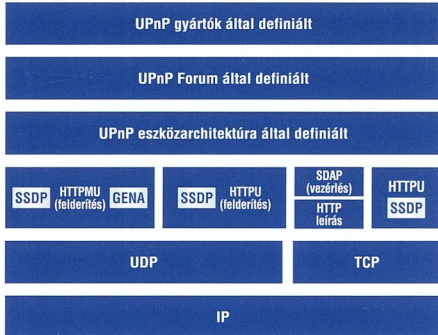 UPnP gyártók által definiált
UPnP Forum által definiált
UPnP eszközarchitektúra által definiált
SSDP HTTPMU (felderítés) GENA
SSDP HTTPU (felderítés)
SDAP
(vezérlés)
HTTP
leírás
HTTPU
SSDP
UDP
TCP
IP